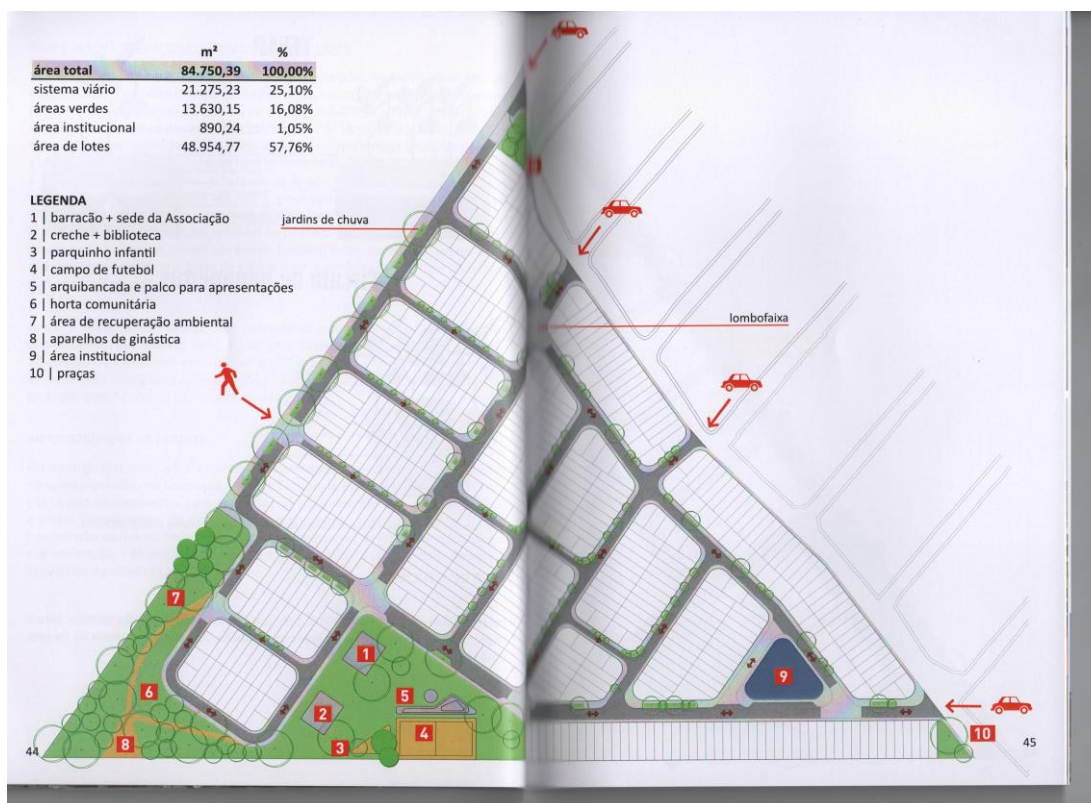 m² %
área total 84.750,39 100,00%
sistema viário 21.275,23 25,10%
áreas verdes 13.630,15 16,08%
área institucional 890,24 1,05%
área de lotes 48.954,77 57,76%
LEGENDA
1 | barracão + sede da Associação
2 | creche + biblioteca
3 | parquinho infantil
4 | campo de futebol
5 | arquibancada e palco para apresentações
6 | horta comunitária
7 | área de recuperação ambiental
8 | aparelhos de ginástica
9 | área institucional
10 | praças
jardins de chuva
lombofaixa
7
1
9
6
5
2
4
3
8
10
44
45